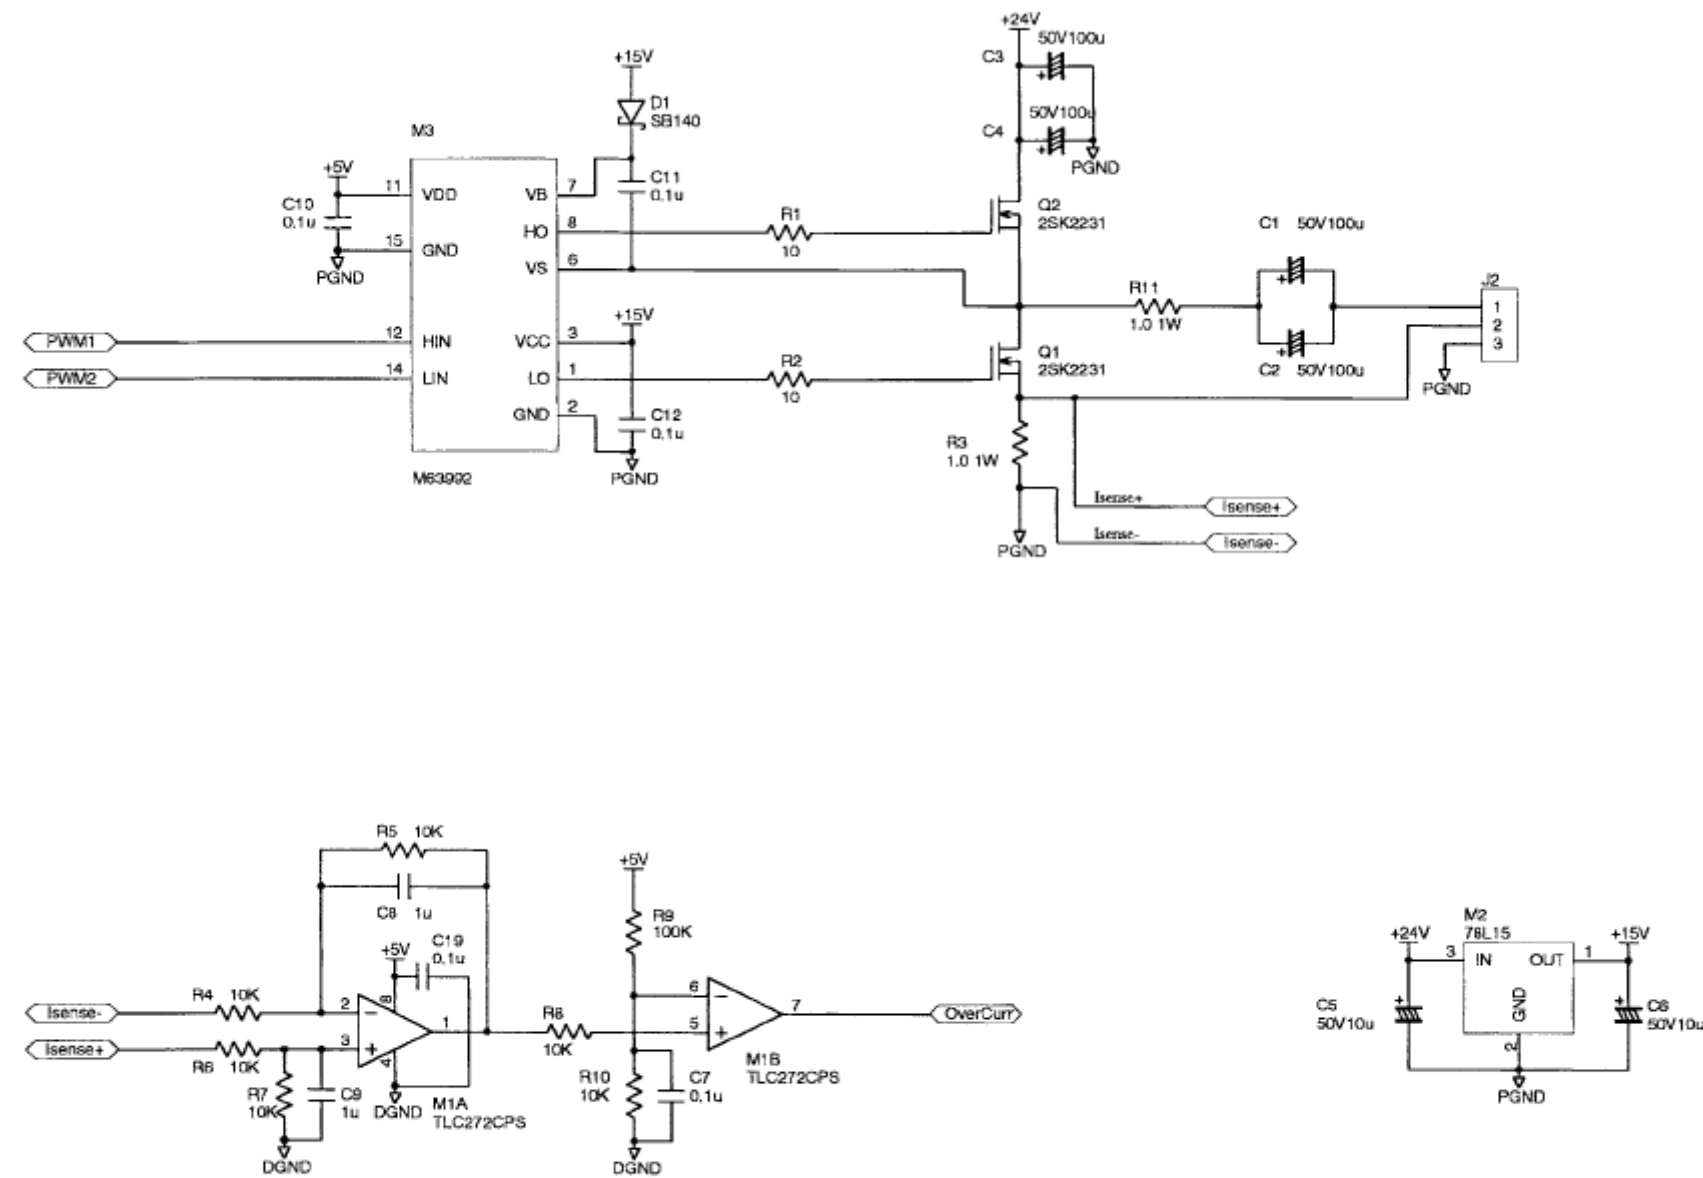 +24V
50V100u
C3
+
50V100u
C4
+
PGND
+15V
D1
SB140
M3
+5V
C10
0.1u
PGND
11 VDD
15 GND
12 HIN
14 LIN
VB 7
HO 8
VS 6
VCC 3
LO 1
GND 2
M63992
C11
0.1u
+15V
C12
0.1u
PGND
PWM1
PWM2
R1
10
R2
10
Q2
2SK2231
Q1
2SK2231
R11
1.0 1W
C1 50V100u
+
+
C2 50V100u
J2
1
2
3
PGND
R3
1.0 1W
PGND
Isense+
Isense+
Isense-
Isense-
R5 10K
C8 1u
C19
0.1u
+5V
8
Isense-
R4 10K
2 -
1
Isense+
R6 10K
3 +
4
R7
10K
C9
1u
DGND
DGND
M1A
TLC272CPS
R8
10K
+5V
R9
100K
6 -
5 +
7
M1B
TLC272CPS
R10
10K
C7
0.1u
DGND
OverCurr
M2
78L15
+24V
3 IN
OUT 1
GND
2
+15V
C5
50V10u
+
C6
50V10u
+
PGND